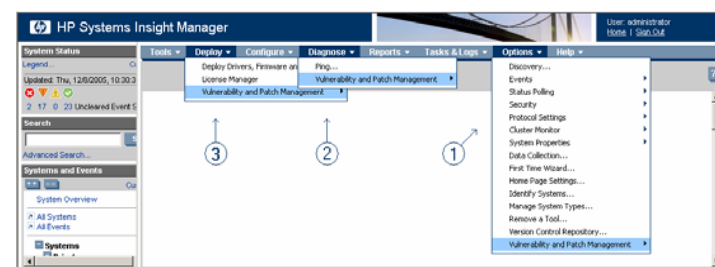 HP Systems Insight Manager
User: administrator
Home | Sign Out
System Status
Legend...
Updated: Thu, 12/8/2005, 10:30:3
2 17 0 23 Uncleared Event S
Search
Advanced Search...
Systems and Events
System Overview
All Systems
All Events
Systems
Tools Deploy Configure Diagnose Reports Tasks & Logs Options Help
Deploy Drivers, Firmware an
License Manager
Vulnerability and Patch Management
Ping...
Vulnerability and Patch Management
Discovery...
Events
Status Polling
Security
Protocol Settings
Cluster Monitor
System Properties
Data Collection...
First Time Wizard...
Home Page Settings...
Identify Systems...
Manage System Types...
Remove a Tool...
Version Control Repository...
Vulnerability and Patch Management
3
2
1